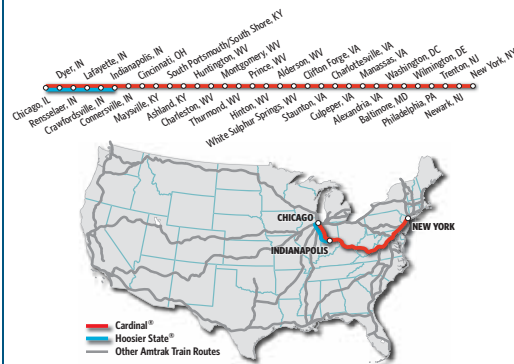 Dyer, IN
Lafayette, IN
Indianapolis, IN
Cincinnati, OH
South Portsmouth/South Shore, KY
Huntington, WV
Montgomery, WV
Prince, WV
Alderson, WV
Clifton Forge, VA
Charlottesville, VA
Manassas, VA
Washington, DC
Wilmington, DE
Trenton, NJ
New York, NY
Chicago, IL
Rensselaer, IN
Crawfordsville, IN
Connersville, IN
Maysville, KY
Ashland, KY
Charleston, WV
Thurmond, WV
Hinton, WV
White Sulphur Springs, WV
Staunton, VA
Culpeper, VA
Alexandria, VA
Baltimore, MD
Philadelphia, PA
Newark, NJ
CHICAGO
INDIANAPOLIS
NEW YORK
Cardinal®
Hoosier State®
Other Amtrak Train Routes